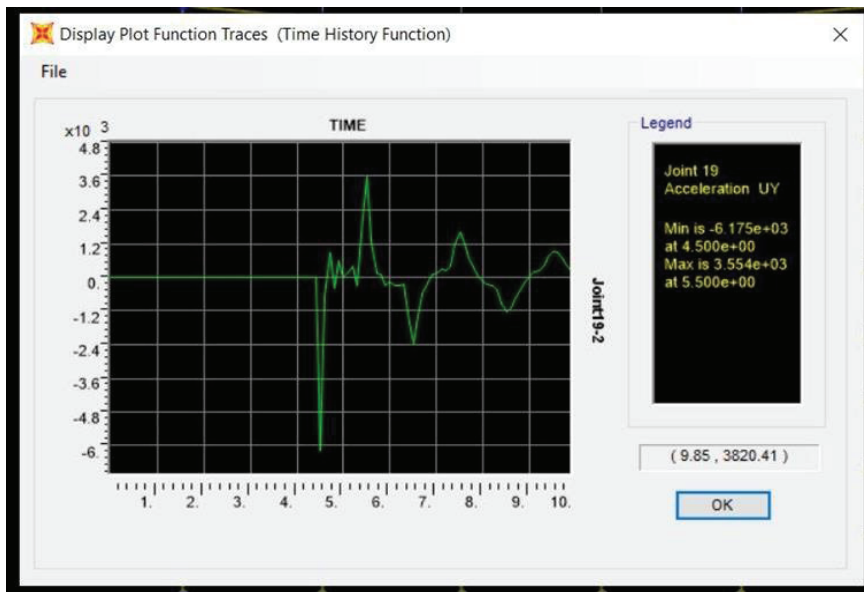 Display Plot Function Traces (Time History Function)
File
TIME
x10 3
4.8
3.6
2.4
1.2
0.
-1.2
-2.4
-3.6
-4.8
-6.
1. 2. 3. 4. 5. 6. 7. 8. 9. 10.
Joint19-2
Legend
Joint 19
Acceleration UY
Min is -6.175e+03
at 4.500e+00
Max is 3.554e+03
at 5.500e+00
( 9.85 , 3820.41 )
OK